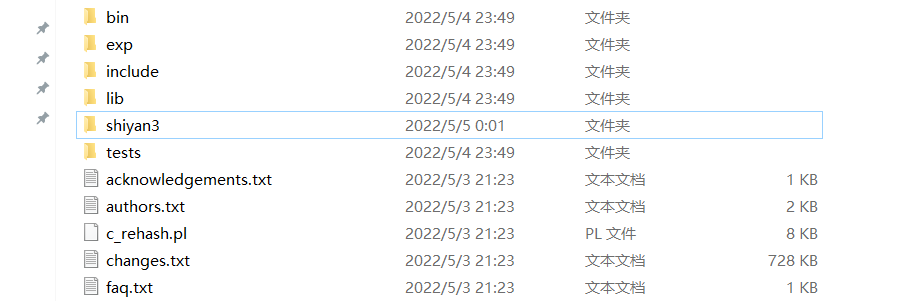 bin 2022/5/4 23:49 文件夹
exp 2022/5/4 23:49 文件夹
include 2022/5/4 23:49 文件夹
lib 2022/5/4 23:49 文件夹
shiyan3 2022/5/5 0:01 文件夹
tests 2022/5/4 23:49 文件夹
acknowledgements.txt 2022/5/3 21:23 文本文档 1 KB
authors.txt 2022/5/3 21:23 文本文档 2 KB
c_rehash.pl 2022/5/3 21:23 PL 文件 8 KB
changes.txt 2022/5/3 21:23 文本文档 728 KB
faq.txt 2022/5/3 21:23 文本文档 1 KB